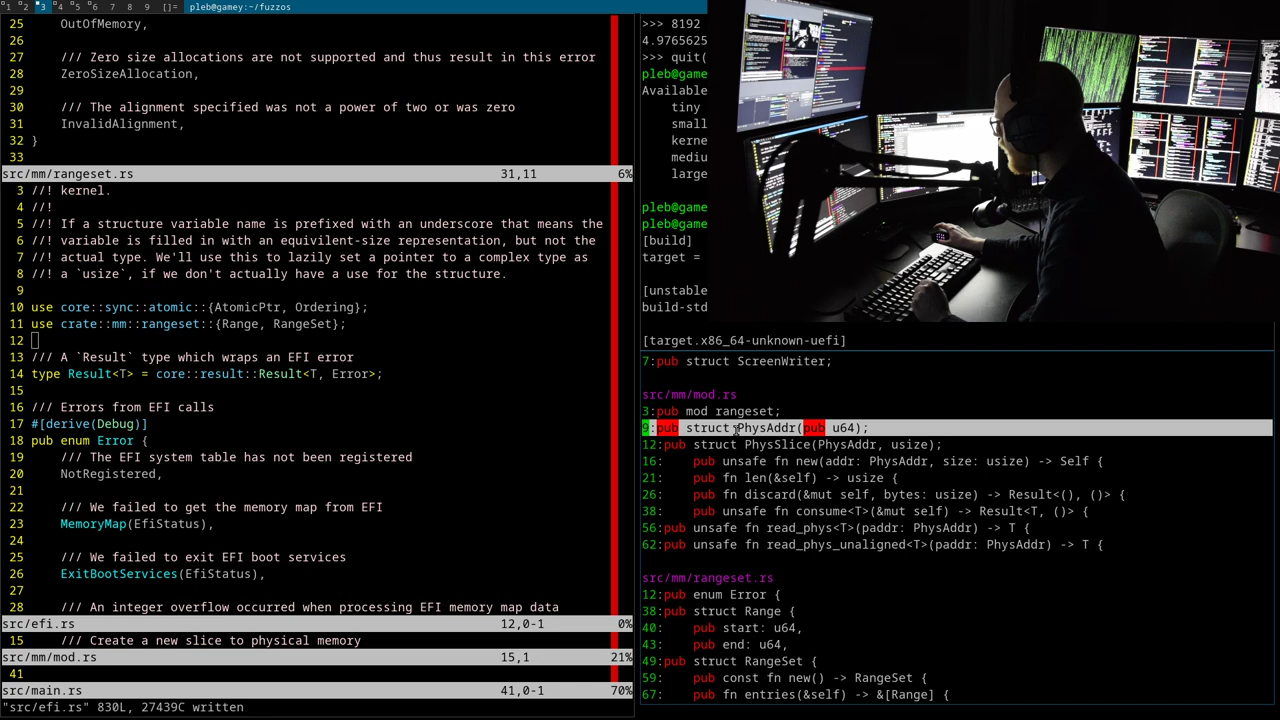 1 2 3 4 5 6 7 8 9 []= pleb@gamey:~/fuzzos
25 OutOfMemory,
26
27 /// Zero-size allocations are not supported and thus result in this error
28 ZeroSizeAllocation,
29
30 /// The alignment specified was not a power of two or was zero
31 InvalidAlignment,
32 }
33
src/mm/rangeset.rs 31,11 6%
3 //! kernel.
4 //!
5 //! If a structure variable name is prefixed with an underscore that means the
6 //! variable is filled in with an equivilent-size representation, but not the
7 //! actual type. We'll use this to lazily set a pointer to a complex type as
8 //! a `usize`, if we don't actually have a use for the structure.
9
10 use core::sync::atomic::{AtomicPtr, Ordering};
11 use crate::mm::rangeset::{Range, RangeSet};
12
13 /// A `Result` type which wraps an EFI error
14 type Result<T> = core::result::Result<T, Error>;
15
16 /// Errors from EFI calls
17 #[derive(Debug)]
18 pub enum Error {
19 /// The EFI system table has not been registered
20 NotRegistered,
21
22 /// We failed to get the memory map from EFI
23 MemoryMap(EfiStatus),
24
25 /// We failed to exit EFI boot services
26 ExitBootServices(EfiStatus),
27
28 /// An integer overflow occurred when processing EFI memory map data
src/efi.rs 12,0-1 0%
15 /// Create a new slice to physical memory
src/mm/mod.rs 15,1 21%
41
src/main.rs 41,0-1 70%
"src/efi.rs" 830L, 27439C written
>>> 8192
4.9765625
>>> quit(
pleb@game
Available
tiny
small
kerne
mediu
large
pleb@game
pleb@game
[build]
target =
[unstable
build-std
[target.x86_64-unknown-uefi]
7:pub struct ScreenWriter;
src/mm/mod.rs
3:pub mod rangeset;
9:pub struct PhysAddr(pub u64);
12:pub struct PhysSlice(PhysAddr, usize);
16: pub unsafe fn new(addr: PhysAddr, size: usize) -> Self {
21: pub fn len(&self) -> usize {
26: pub fn discard(&mut self, bytes: usize) -> Result<(), ()> {
38: pub unsafe fn consume<T>(&mut self) -> Result<T, ()> {
56:pub unsafe fn read_phys<T>(paddr: PhysAddr) -> T {
62:pub unsafe fn read_phys_unaligned<T>(paddr: PhysAddr) -> T {
src/mm/rangeset.rs
12:pub enum Error {
38:pub struct Range {
40: pub start: u64,
43: pub end: u64,
49:pub struct RangeSet {
59: pub const fn new() -> RangeSet {
67: pub fn entries(&self) -> &[Range] {